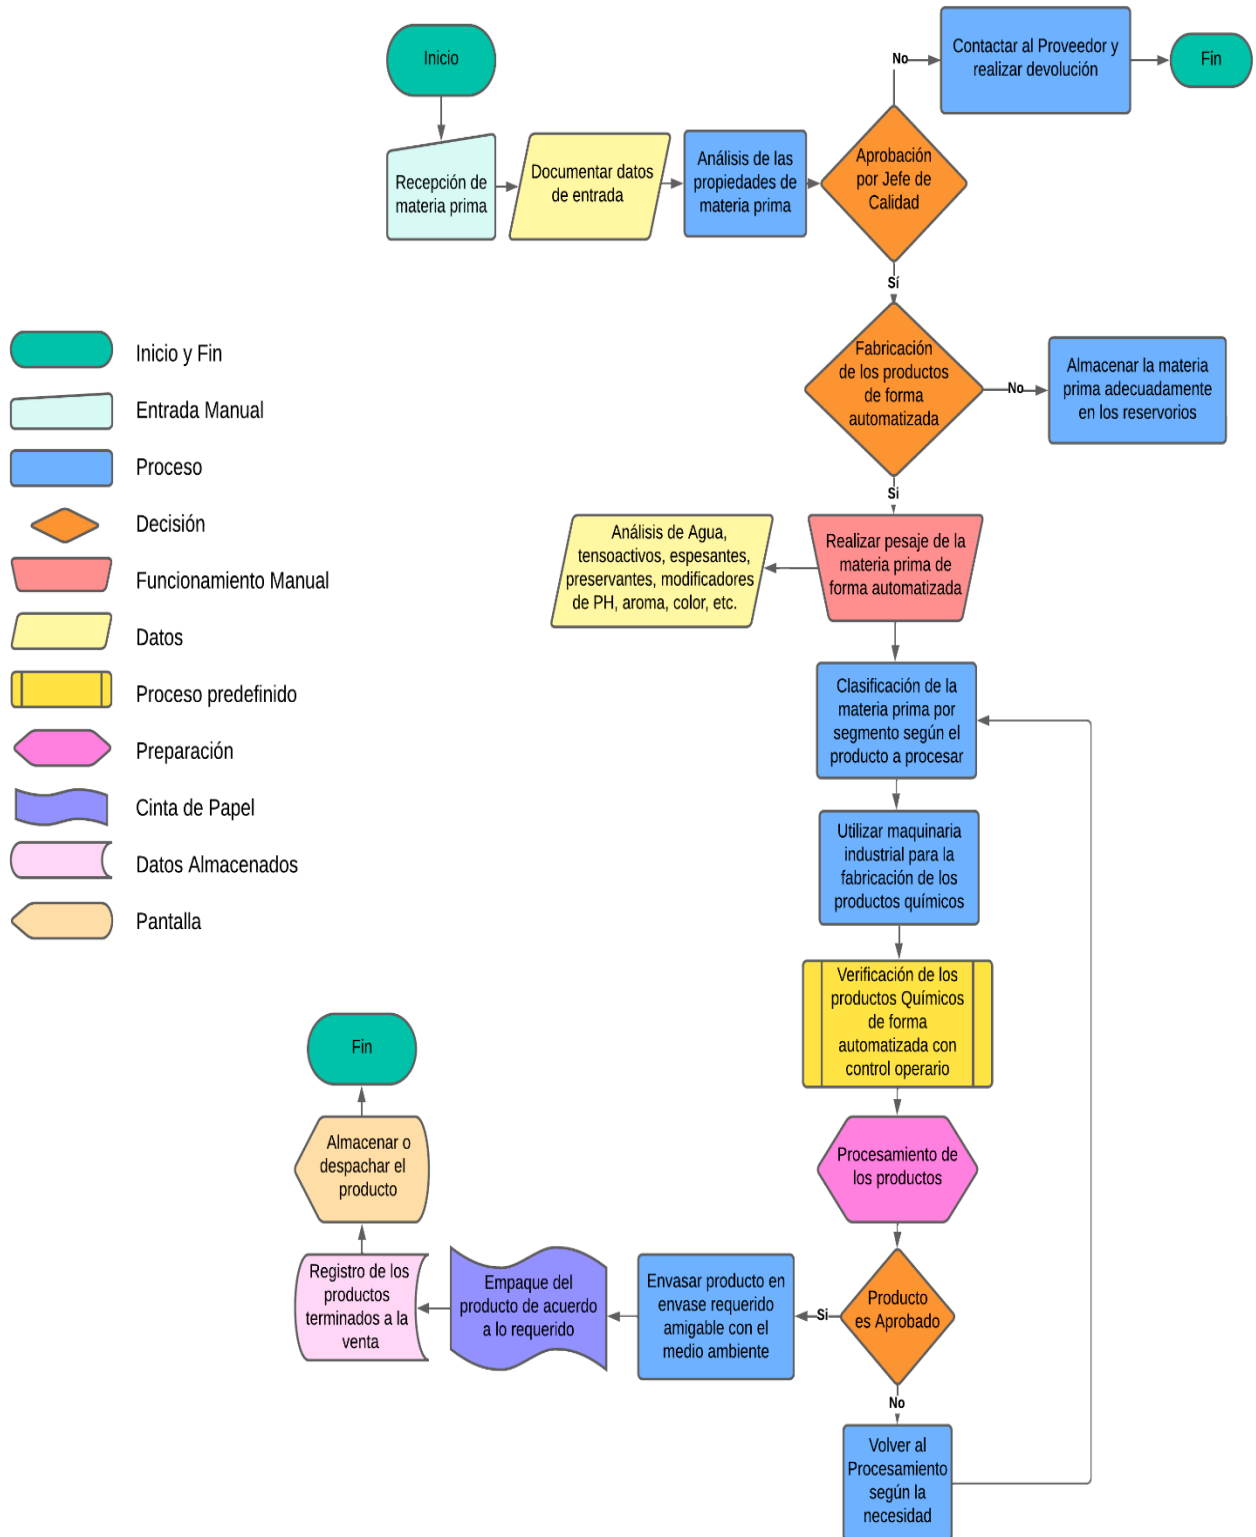 Inicio
Recepción de
materia prima
Documentar datos
de entrada
Análisis de las
propiedades de
materia prima
Aprobación
por Jefe de
Calidad
No
Contactar al Proveedor y
realizar devolución
Fin
Sí
Fabricación
de los productos
de forma
automatizada
No
Almacenar la materia
prima adecuadamente
en los reservorios
Si
Realizar pesaje de la
materia prima de
forma automatizada
Análisis de Agua,
tensoactivos, espesantes,
preservantes, modificadores
de PH, aroma, color, etc.
Clasificación de la
materia prima por
segmento según el
producto a procesar
Utilizar maquinaria
industrial para la
fabricación de los
productos químicos
Verificación de los
productos Químicos
de forma
automatizada con
control operario
Procesamiento de
los productos
Producto
es Aprobado
Si
Envasar producto en
envase requerido
amigable con el
medio ambiente
Empaque del
producto de acuerdo
a lo requerido
Registro de los
productos
terminados a la
venta
Almacenar o
despachar el
producto
Fin
No
Volver al
Procesamiento
según la
necesidad
Inicio y Fin
Entrada Manual
Proceso
Decisión
Funcionamiento Manual
Datos
Proceso predefinido
Preparación
Cinta de Papel
Datos Almacenados
Pantalla